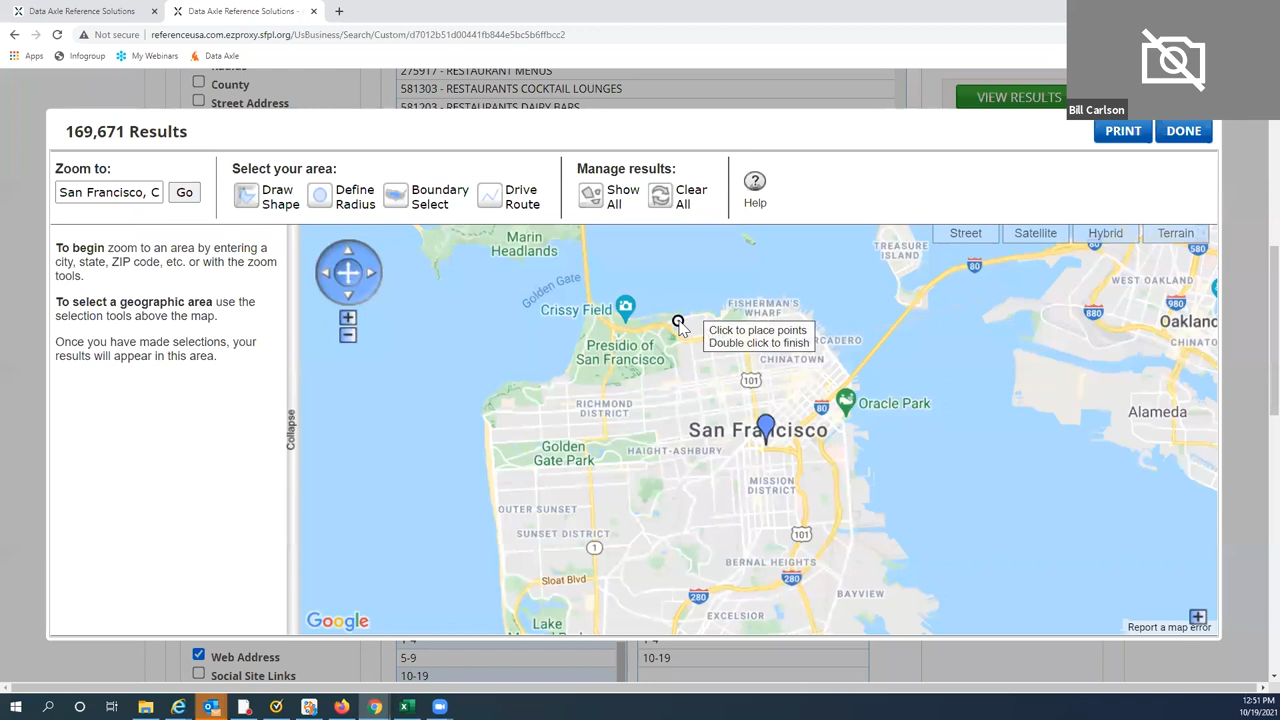 Data Axle Reference Solutions
Data Axle Reference Solutions -
Not secure
referenceusa.com.ezproxy.sfpl.org/UsBusiness/Search/Custom/d7012b51d00441fb844e5bc5b6ffbcc2
Apps
Infogroup
My Webinars
Data Axle
Bill Carlson
County
Street Address
275917 - RESTAURANT MENUS
581303 - RESTAURANTS COCKTAIL LOUNGES
581203 - RESTAURANTS DAIRY BARS
VIEW RESULTS
169,671 Results
PRINT
DONE
Zoom to:
San Francisco, C
Go
Select your area:
Draw Shape
Define Radius
Boundary Select
Drive Route
Manage results:
Show All
Clear All
Help
To begin zoom to an area by entering a
city, state, ZIP code, etc. or with the zoom
tools.
To select a geographic area use the
selection tools above the map.
Once you have made selections, your
results will appear in this area.
Collapse
Street
Satellite
Hybrid
Terrain
Marin
Headlands
Golden Gate
TREASURE
ISLAND
80
580
WEST OAKLAND
980
880
Oakland
Crissy Field
FISHERMAN'S
WHARF
Click to place points
Double click to finish
Presidio of
San Francisco
CHINATOWN
101
RICHMOND
DISTRICT
80
Oracle Park
Alameda
San Francisco
Golden
Gate Park
HAIGHT-ASHBURY
MISSION
DISTRICT
OUTER SUNSET
SUNSET DISTRICT
101
1
BERNAL HEIGHTS
Sloat Blvd
280
280
BAYVIEW
EXCELSIOR
Google
Lake
Report a map error
Web Address
Social Site Links
1-4
5-9
10-19
1-4
10-19
12:51 PM
10/19/2021